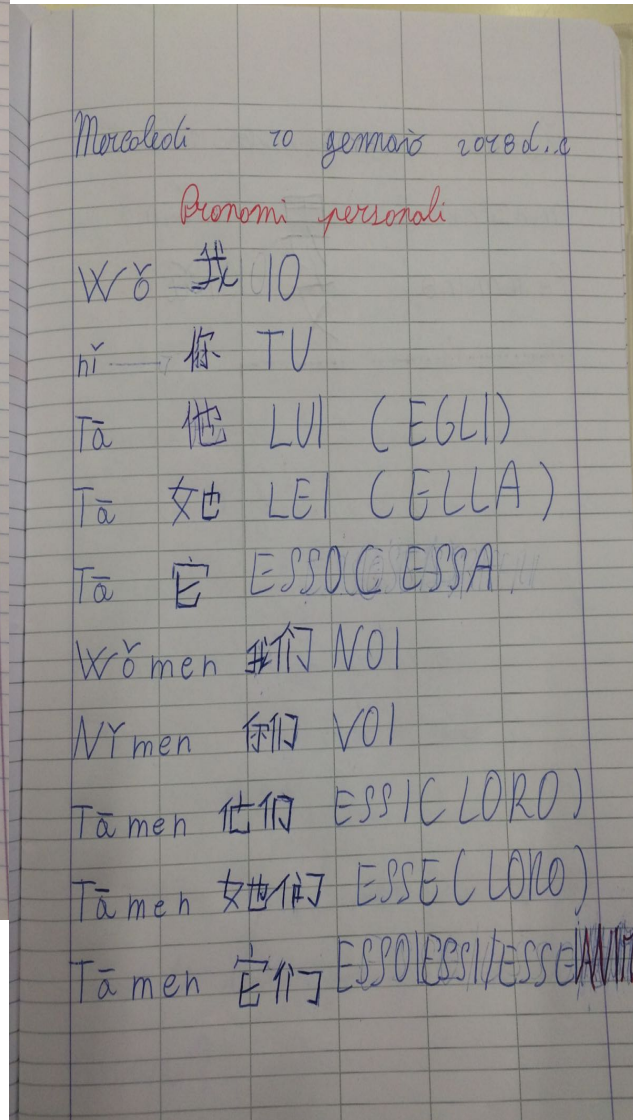 Mercoledì 10 gennaio 2018 d.c
Pronomi personali
Wǒ 我 IO
nǐ 你 TU
Tā 他 LUI (EGLI)
Tā 她 LEI (ELLA)
Tā 它 ESSO ( ESSA
Wǒmen 我们 NOI
Nǐmen 你们 VOI
Tāmen 他们 ESSI (LORO)
Tāmen 她们 ESSE (LORO)
Tāmen 它们 ESSO/ESSI/ESSE